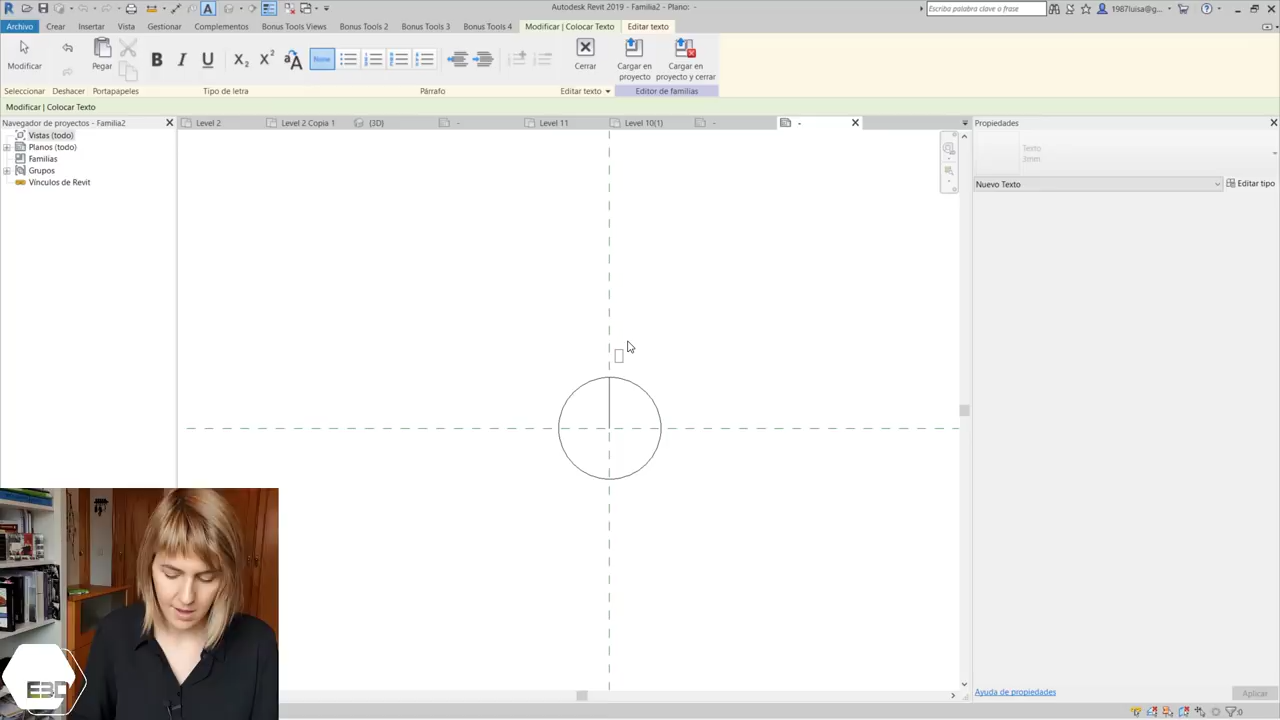 Autodesk Revit 2019 - Familia2 - Plano: -
Escriba palabra clave o frase
1987luisa@g...
Archivo
Crear
Insertar
Vista
Gestionar
Complementos
Bonus Tools Views
Bonus Tools 2
Bonus Tools 3
Bonus Tools 4
Modificar | Colocar Texto
Editar texto
Modificar
Pegar
None
Cerrar
Cargar en proyecto
Cargar en proyecto y cerrar
Seleccionar
Deshacer
Portapapeles
Tipo de letra
Párrafo
Editar texto
Editor de familias
Modificar | Colocar Texto
Navegador de proyectos - Familia2
Level 2
Level 2 Copia 1
{3D}
-
Level 11
Level 10(1)
-
-
Propiedades
Vistas (todo)
Planos (todo)
Familias
Grupos
Vínculos de Revit
Texto
3mm
Nuevo Texto
Editar tipo
Ayuda de propiedades
Aplicar
:0